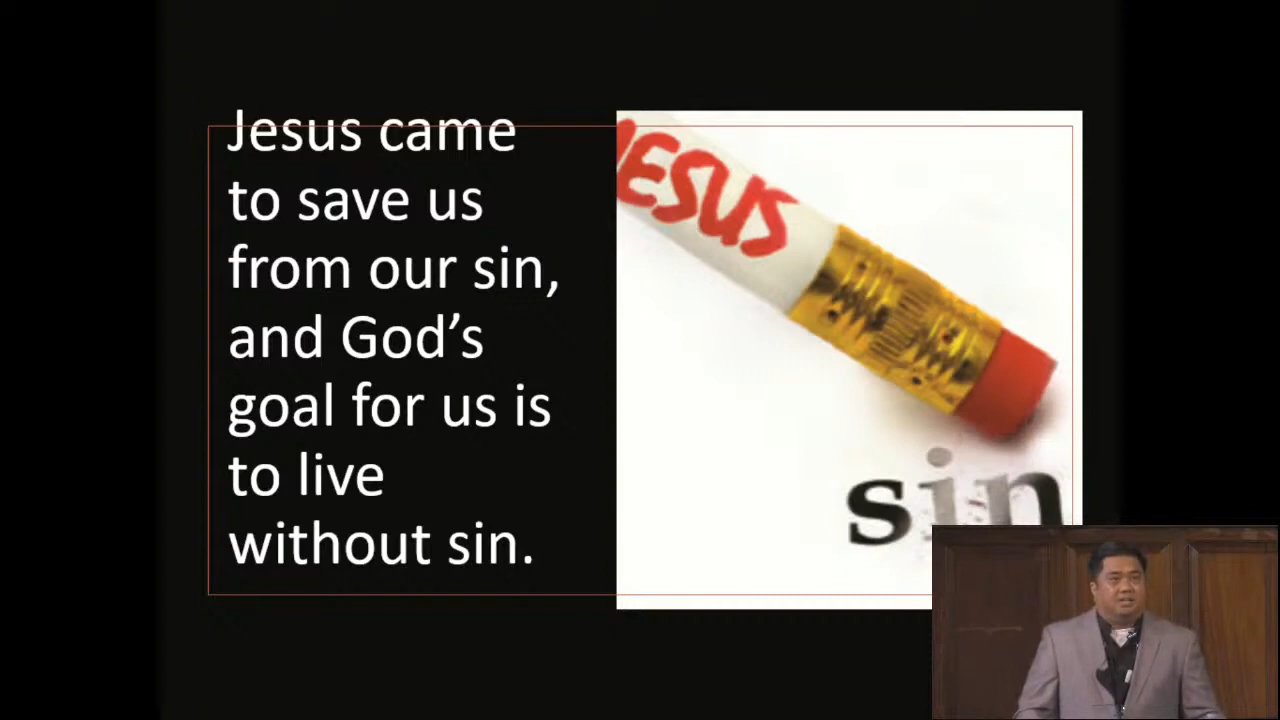 Jesus came
to save us
from our sin,
and God’s
goal for us is
to live
without sin.
JESUS
sin